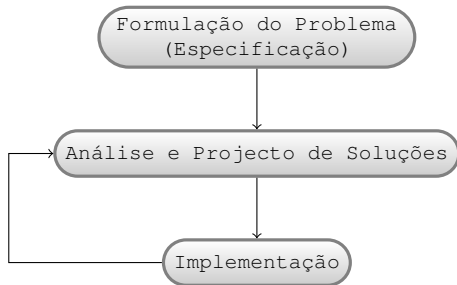 Formulação do Problema
(Especificação)
Análise e Projecto de Soluções
Implementação